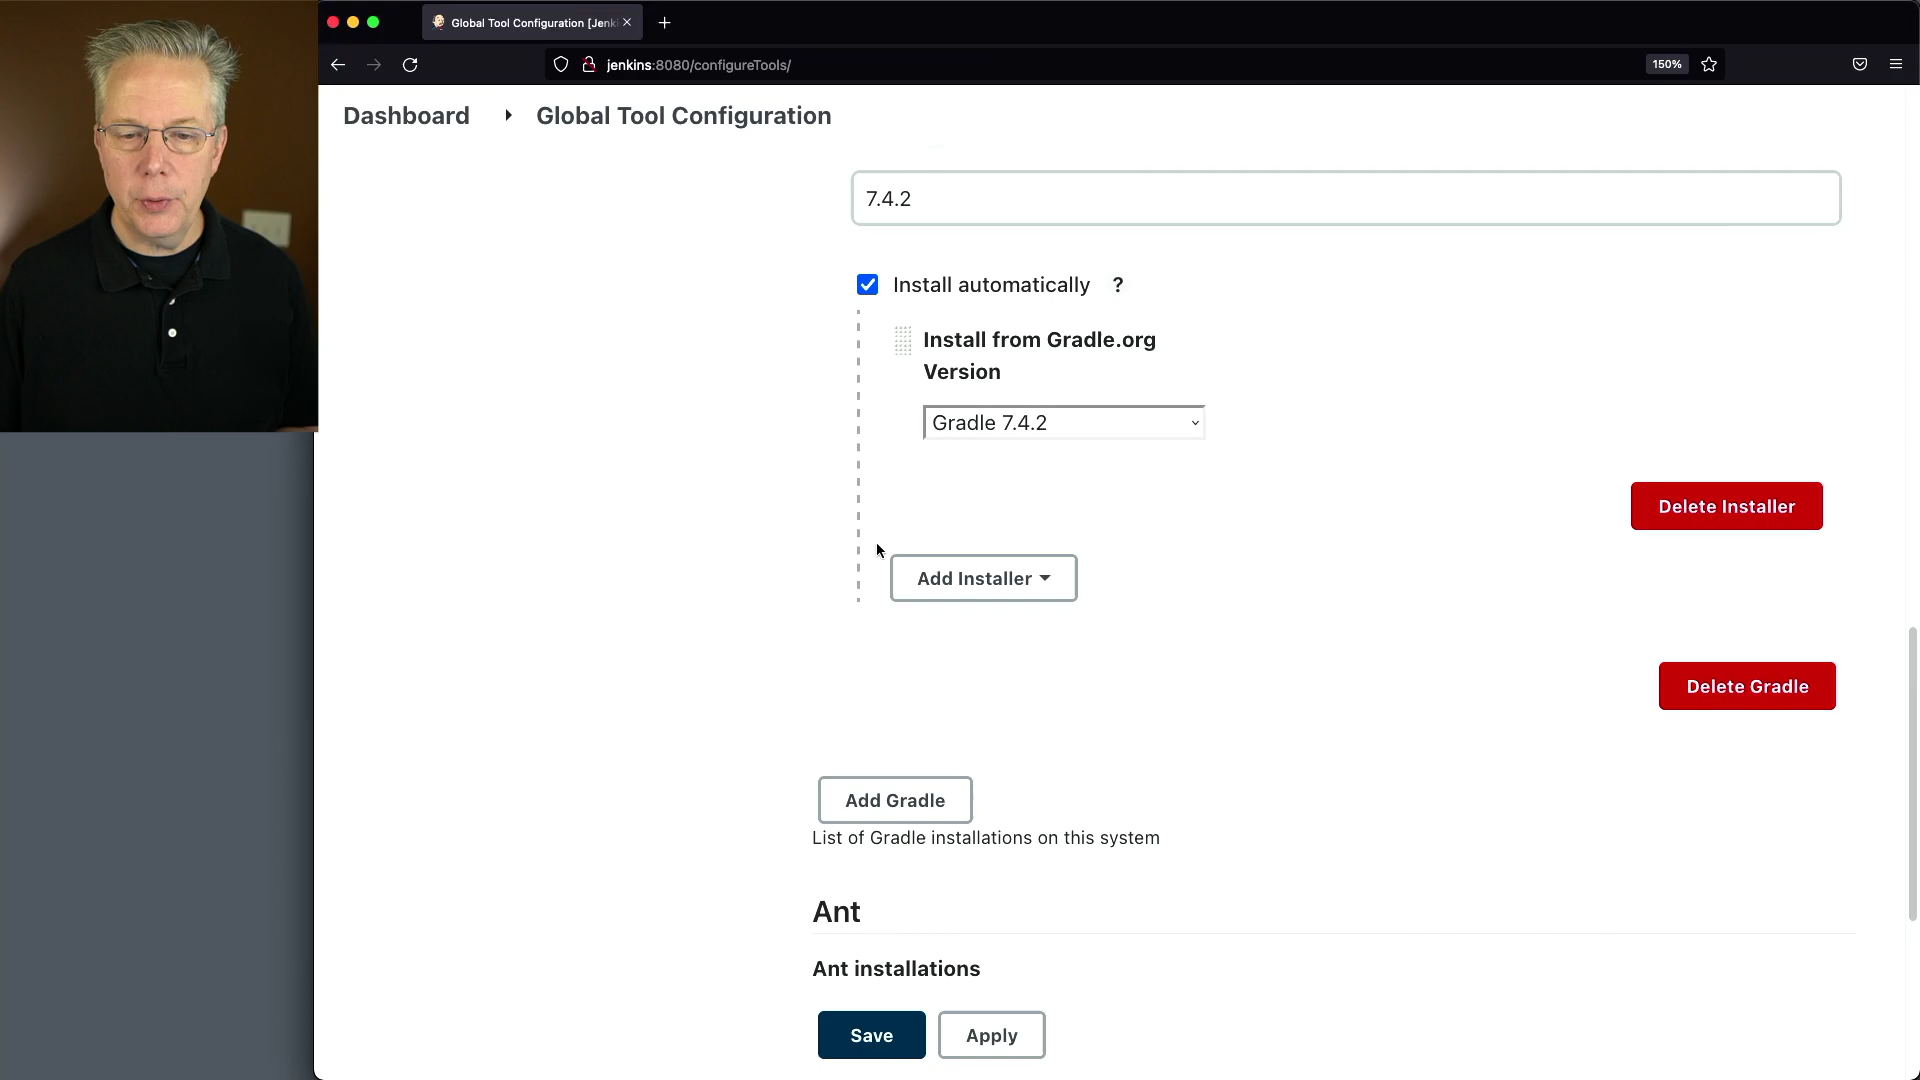 Global Tool Configuration [Jenk
jenkins:8080/configureTools/
150%
Dashboard
Global Tool Configuration
7.4.2
Install automatically ?
Install from Gradle.org
Version
Gradle 7.4.2
Delete Installer
Add Installer
Delete Gradle
Add Gradle
List of Gradle installations on this system
Ant
Ant installations
Save
Apply